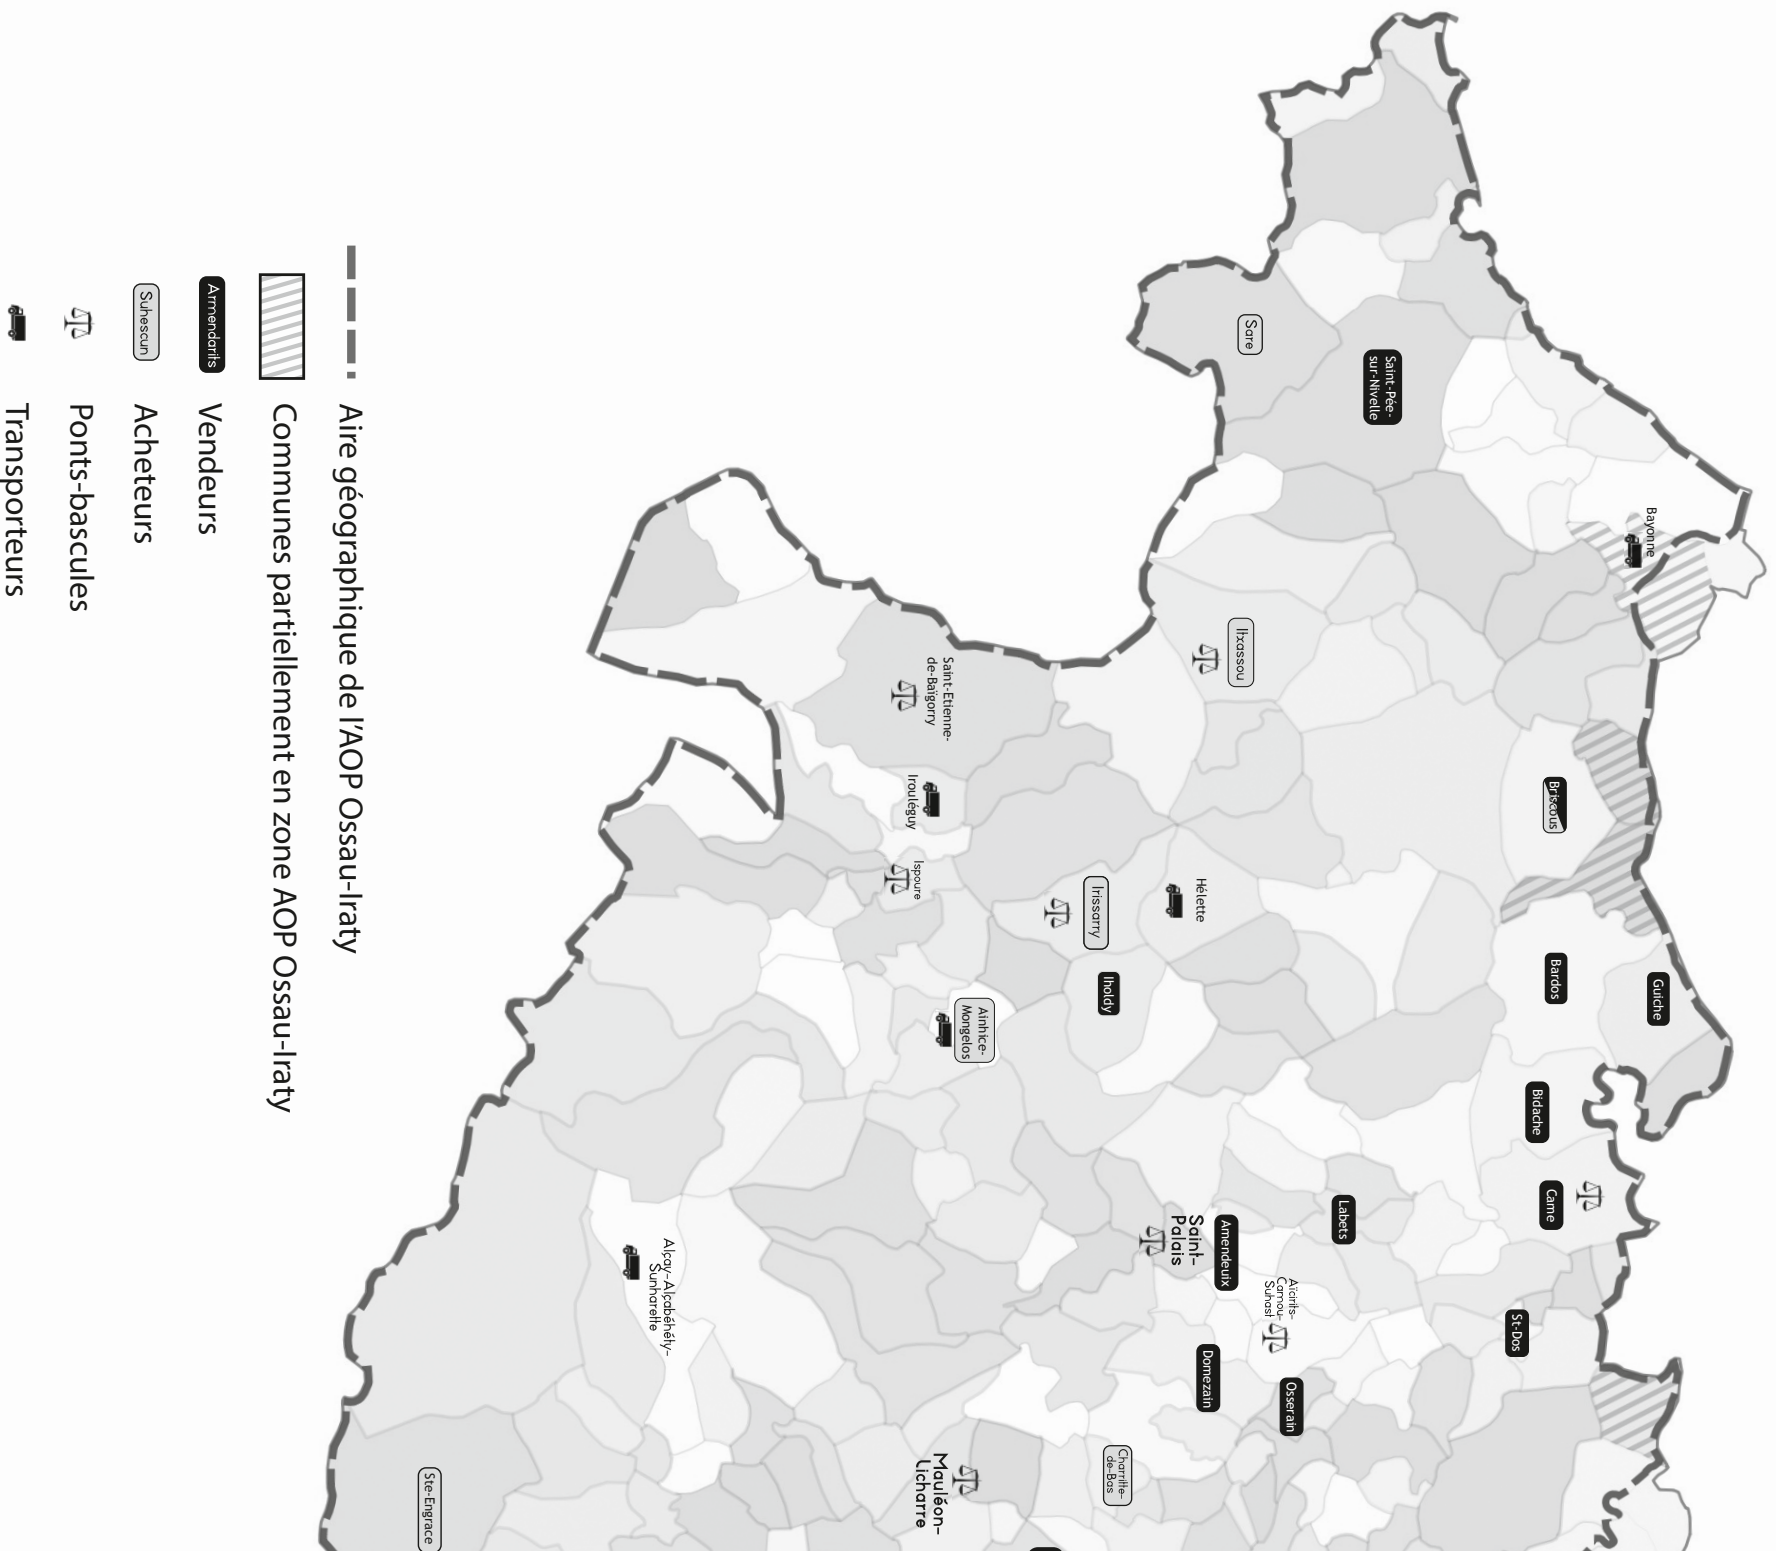 Bayonne
Saint-Pée-
sur-Nivelle
Sare
Itxassou
Briscous
Guiche
Bardos
Bidache
Came
Saint-Etienne-
de-Baïgorry
Irouléguy
Ispoure
Irissarry
Hélette
Iholdy
Ainhice-
Mongelos
Labets
Amendeuix
Saint-
Palais
Aïcirits-
Camou-
Suhast
St-Dos
Domezain
Osserain
Alçay-Alçabéhéty-
Sunharette
Charritte-
de-Bas
Mauléon-
Licharre
Ste-Engrace
Aire géographique de l'AOP Ossau-Iraty
Communes partiellement en zone AOP Ossau-Iraty
Armendarits
Vendeurs
Suhescun
Acheteurs
Ponts-bascules
Transporteurs